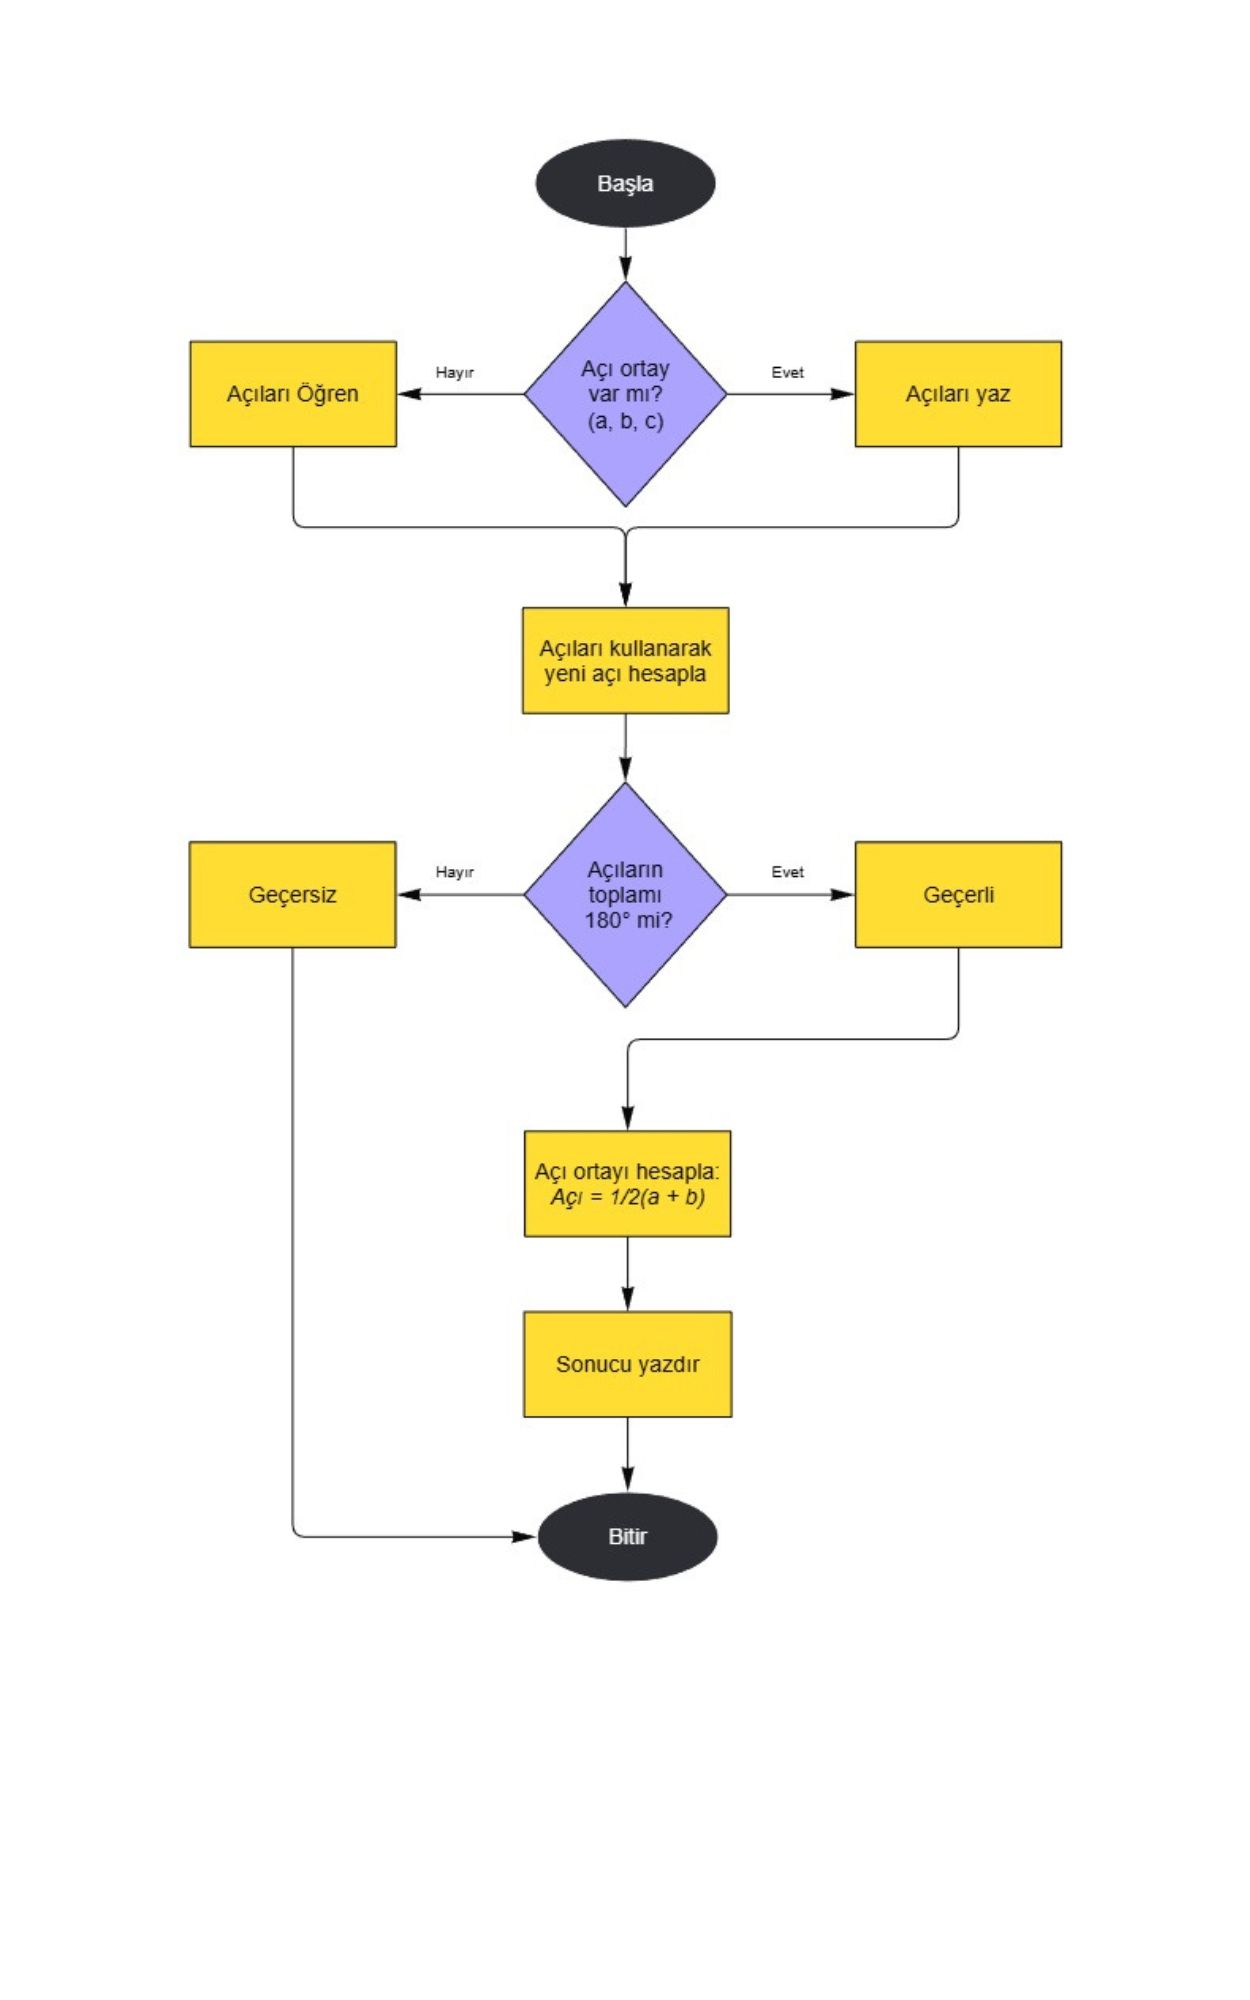 Başla
Açı ortay
var mı?
(a, b, c)
Hayır
Evet
Açıları Öğren
Açıları yaz
Açıları kullanarak
yeni açı hesapla
Açıların
toplamı
180° mi?
Hayır
Evet
Geçersiz
Geçerli
Açı ortayı hesapla:
Açı = 1/2(a + b)
Sonucu yazdır
Bitir